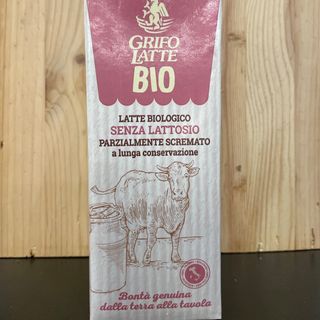 GRIFO
LATTE
BIO
LATTE BIOLOGICO
SENZA LATTOSIO
PARZIALMENTE SCREMATO
a lunga conservazione
Bontà genuina
dalla terra alla tavola